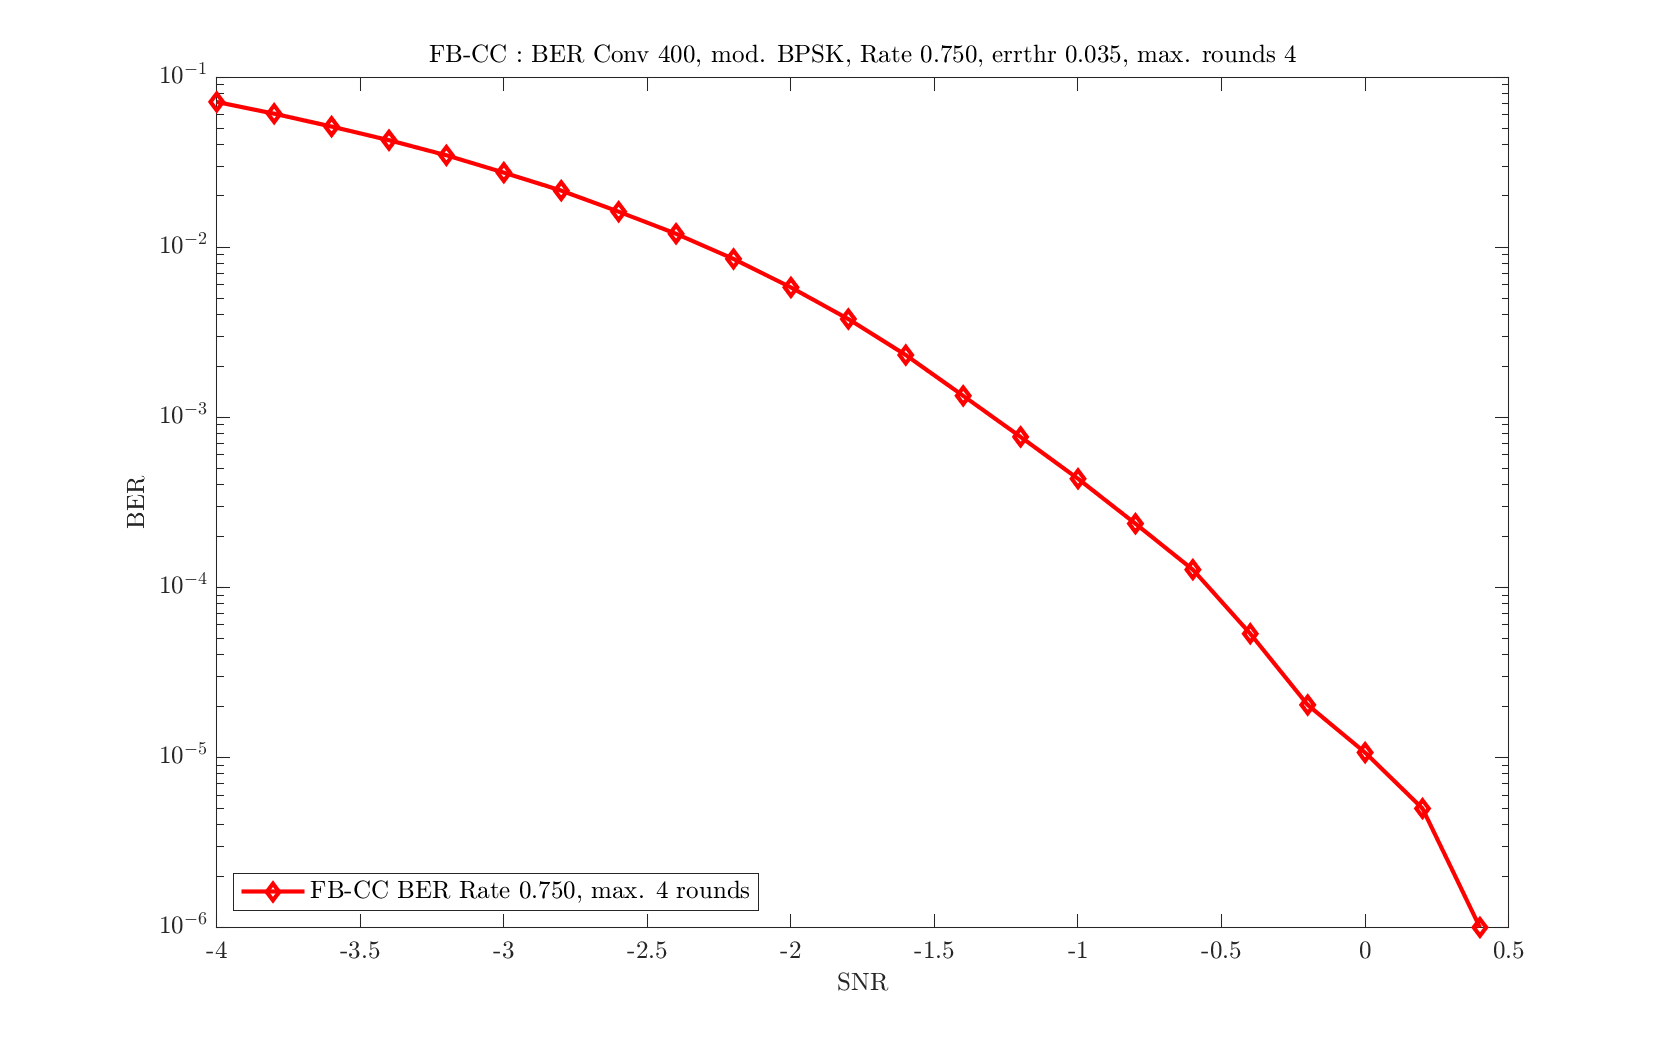 FB-CC : BER Conv 400, mod. BPSK, Rate 0.750, errthr 0.035, max. rounds 4
10^{-1}
10^{-2}
10^{-3}
10^{-4}
10^{-5}
10^{-6}
BER
FB-CC BER Rate 0.750, max. 4 rounds
-4 -3.5 -3 -2.5 -2 -1.5 -1 -0.5 0 0.5
SNR